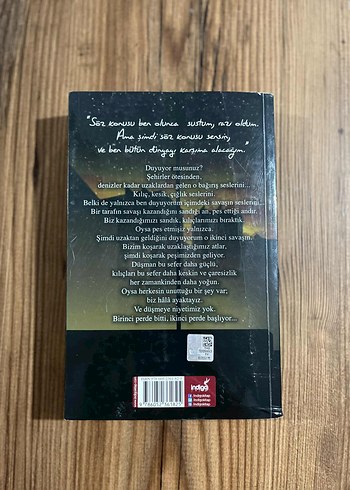 "Söz konusu ben olunca sustum, razı oldum.
Ama şimdi söz konusu sensin,
ve ben bütün dünyayı karşıma alacağım."
Duyuyor musunuz?
Şehirler ötesinden,
denizler kadar uzaklardan gelen o bağırış seslerini...
Kılıç, kesik, çığlık seslerini.
Belki de yalnızca ben duyuyorum içimdeki savaşın seslerini.
Bir tarafın savaşı kazandığını sandığı an, pes ettiği andır.
Biz kazandığımızı sandık, kılıçlarımızı bıraktık.
Oysa pes etmişiz yalnızca.
Şimdi uzaktan geldiğini duyuyorum o ikinci savaşın.
Bizim koşarak uzaklaştığımız atlar,
şimdi koşarak peşimizden geliyor.
Düşman bu sefer daha güçlü,
kılıçları bu sefer daha keskin ve çaresizlik
her zamankinden daha yoğun.
Oysa herkesin unuttuğu bir şey var;
biz hâlâ ayaktayız.
Ve düşmeye niyetimiz yok.
Birinci perde bitti, ikinci perde başlıyor...
indigo